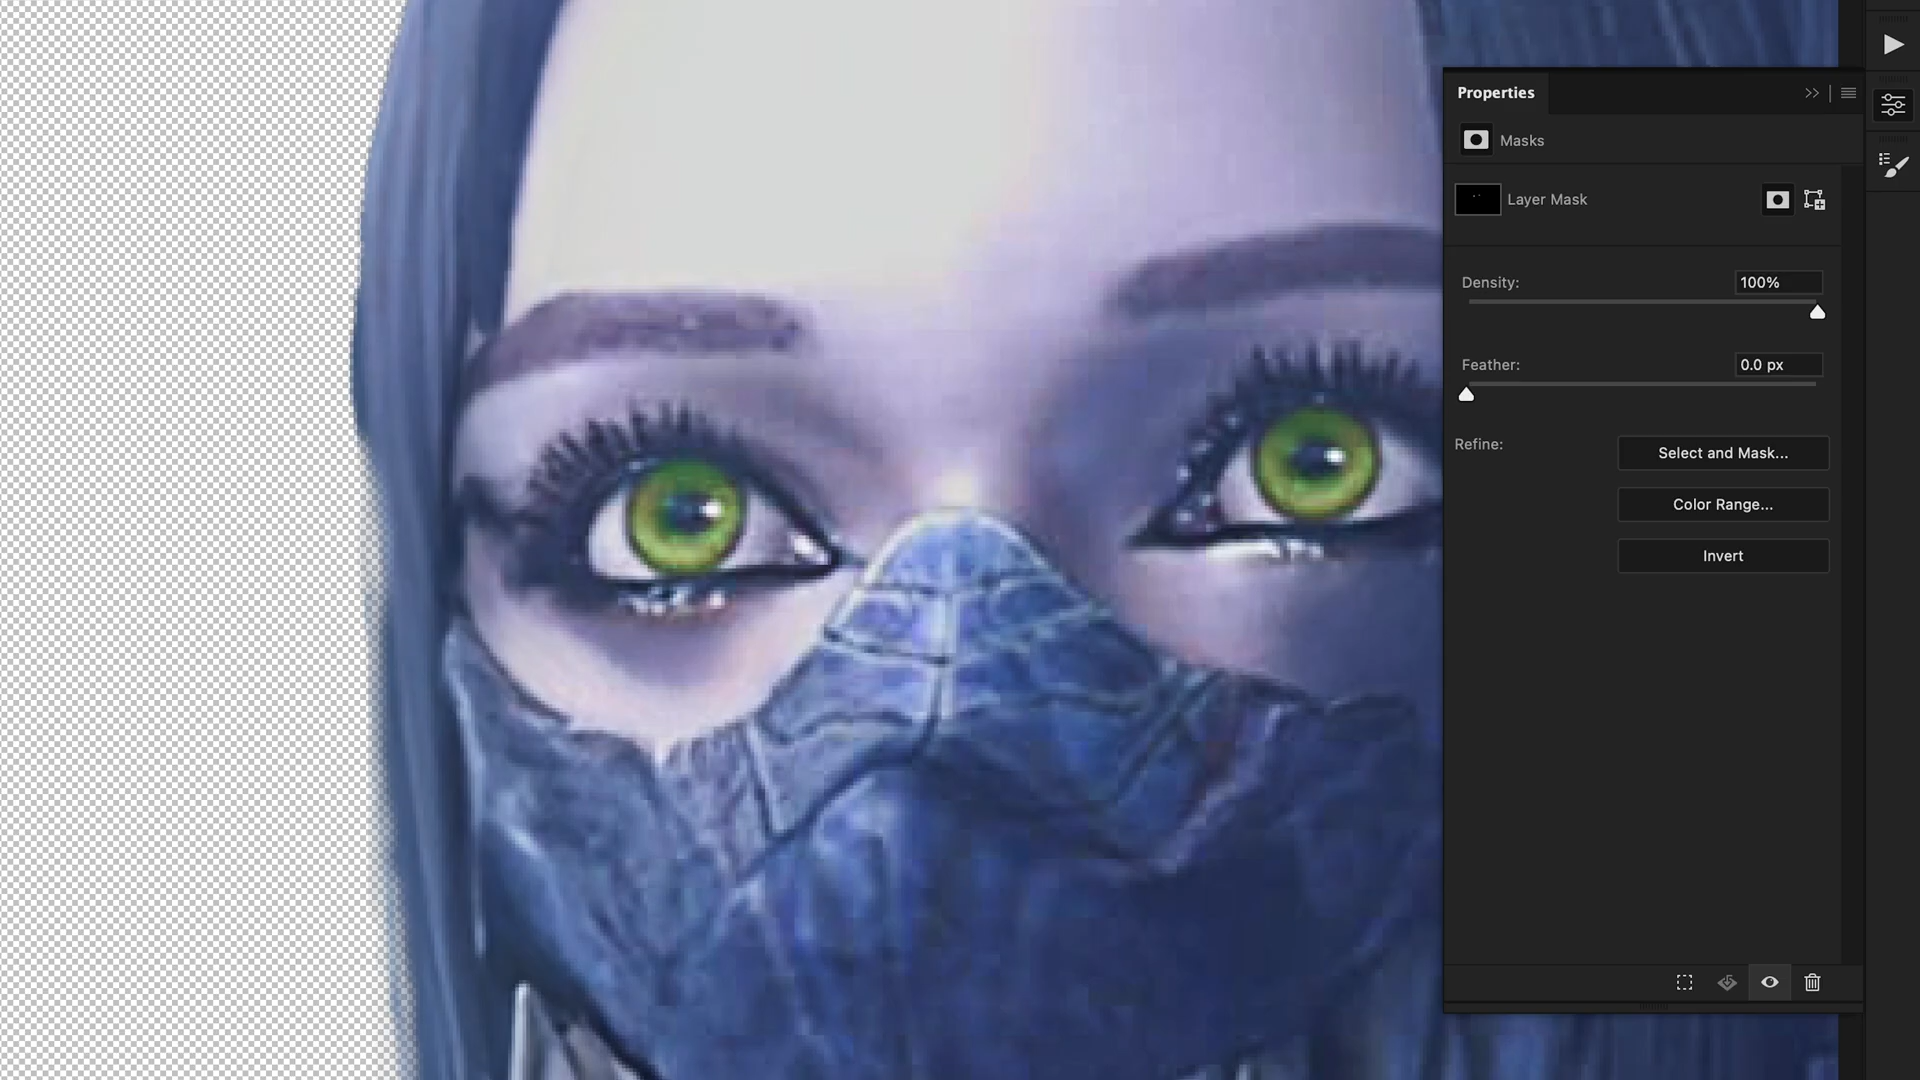 Properties
Masks
Layer Mask
Density: 100%
Feather: 0.0 px
Refine: Select and Mask...
Color Range...
Invert